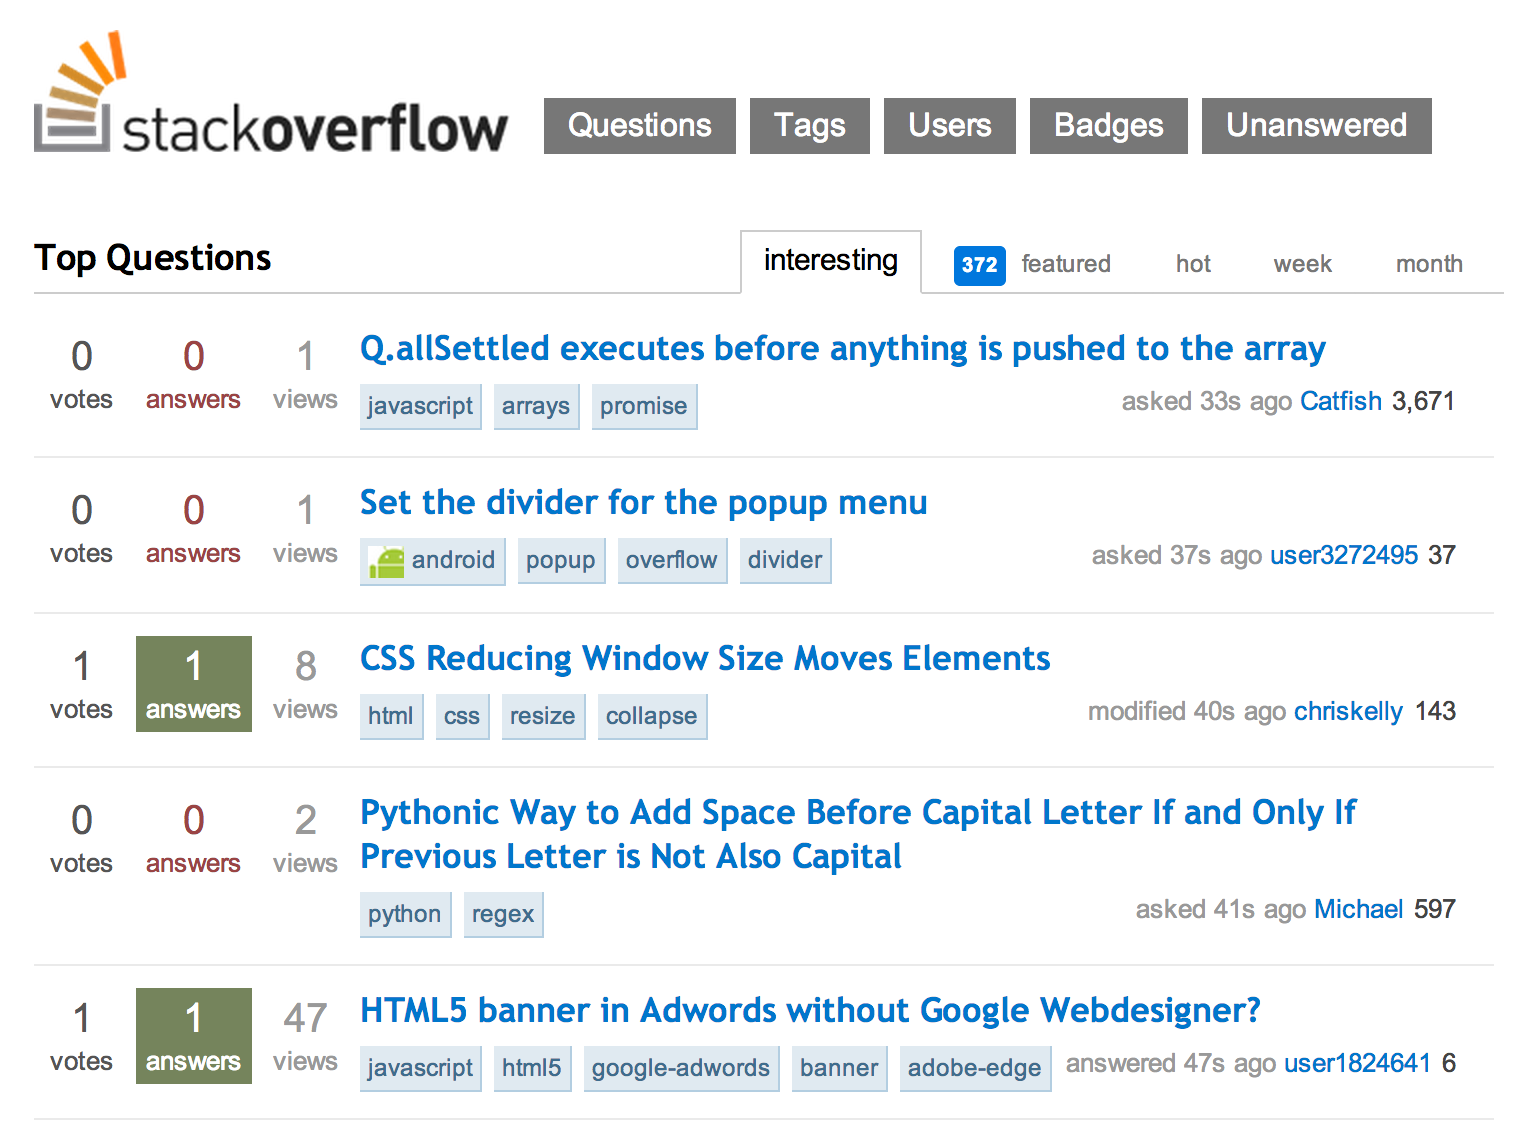 stackoverflow
Questions Tags Users Badges Unanswered
Top Questions interesting 372 featured hot week month
0 votes 0 answers 1 views Q.allSettled executes before anything is pushed to the array
javascript arrays promise asked 33s ago Catfish 3,671
0 votes 0 answers 1 views Set the divider for the popup menu
android popup overflow divider asked 37s ago user3272495 37
1 votes 1 answers 8 views CSS Reducing Window Size Moves Elements
html css resize collapse modified 40s ago chriskelly 143
0 votes 0 answers 2 views Pythonic Way to Add Space Before Capital Letter If and Only If
Previous Letter is Not Also Capital
python regex asked 41s ago Michael 597
1 votes 1 answers 47 views HTML5 banner in Adwords without Google Webdesigner?
javascript html5 google-adwords banner adobe-edge answered 47s ago user1824641 6